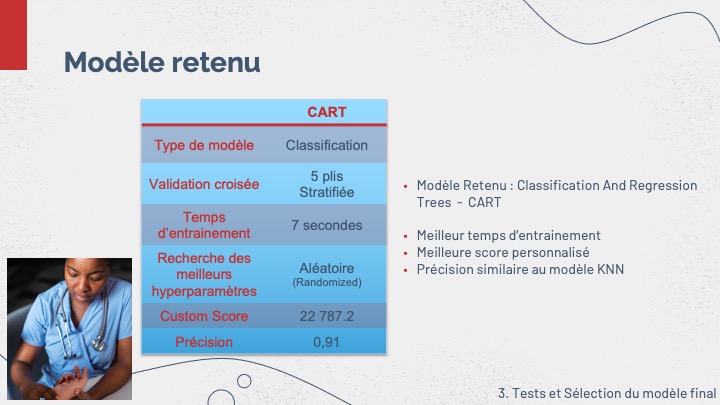 Modèle retenu
CART
Type de modèle
Classification
Validation croisée
5 plis
Stratifiée
Temps
d'entrainement
7 secondes
Recherche des
meilleurs
hyperparamètres
Aléatoire
(Randomized)
Custom Score
22 787.2
Précision
0,91
• Modèle Retenu : Classification And Regression
Trees - CART
• Meilleur temps d'entrainement
• Meilleure score personnalisé
• Précision similaire au modèle KNN
3. Tests et Sélection du modèle final